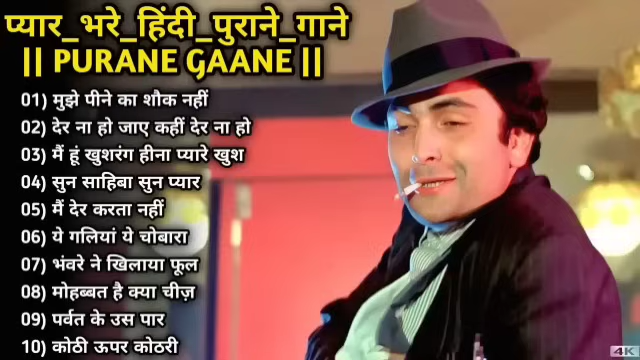 प्यार_भरे_हिंदी_पुराने_गाने
|| PURANE GAANE ||
01) मुझे पीने का शौक नहीं
02) देर ना हो जाए कहीं देर ना हो
03) मैं हूं खुशरंग हीना प्यारे खुश
04) सुन साहिबा सुन प्यार
05) मैं देर करता नहीं
06) ये गलियां ये चोबारा
07) भंवरे ने खिलाया फूल
08) मोहब्बत है क्या चीज़
09) पर्वत के उस पार
10) कोठी ऊपर कोठरी
4K